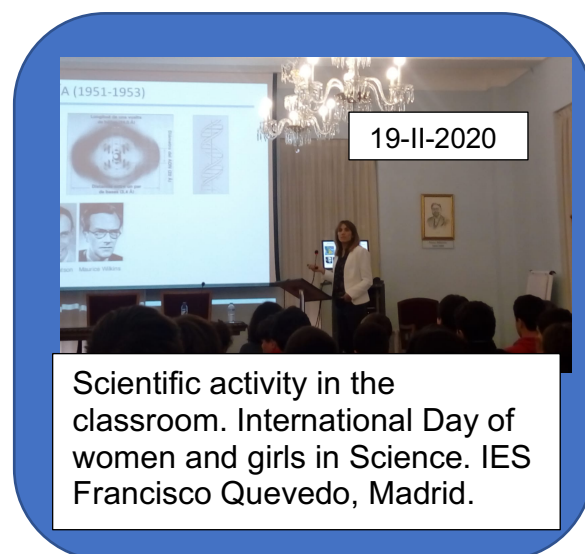 A (1951-1953)
19-II-2020
Maurice Wilkins
Scientific activity in the
classroom. International Day of
women and girls in Science. IES
Francisco Quevedo, Madrid.